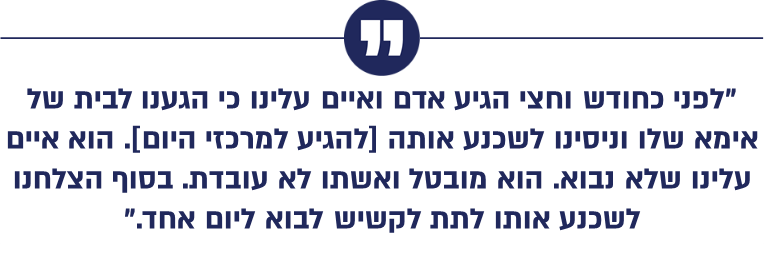 "לפני כחודש וחצי הגיע אדם ואיים עלינו כי הגענו לבית של
אימא שלו וניסינו לשכנע אותה [להגיע למרכזי היום]. הוא איים
עלינו שלא נבוא. הוא מובטל ואשתו לא עובדת. בסוף הצלחנו
לשכנע אותו לתת לקשיש לבוא ליום אחד."